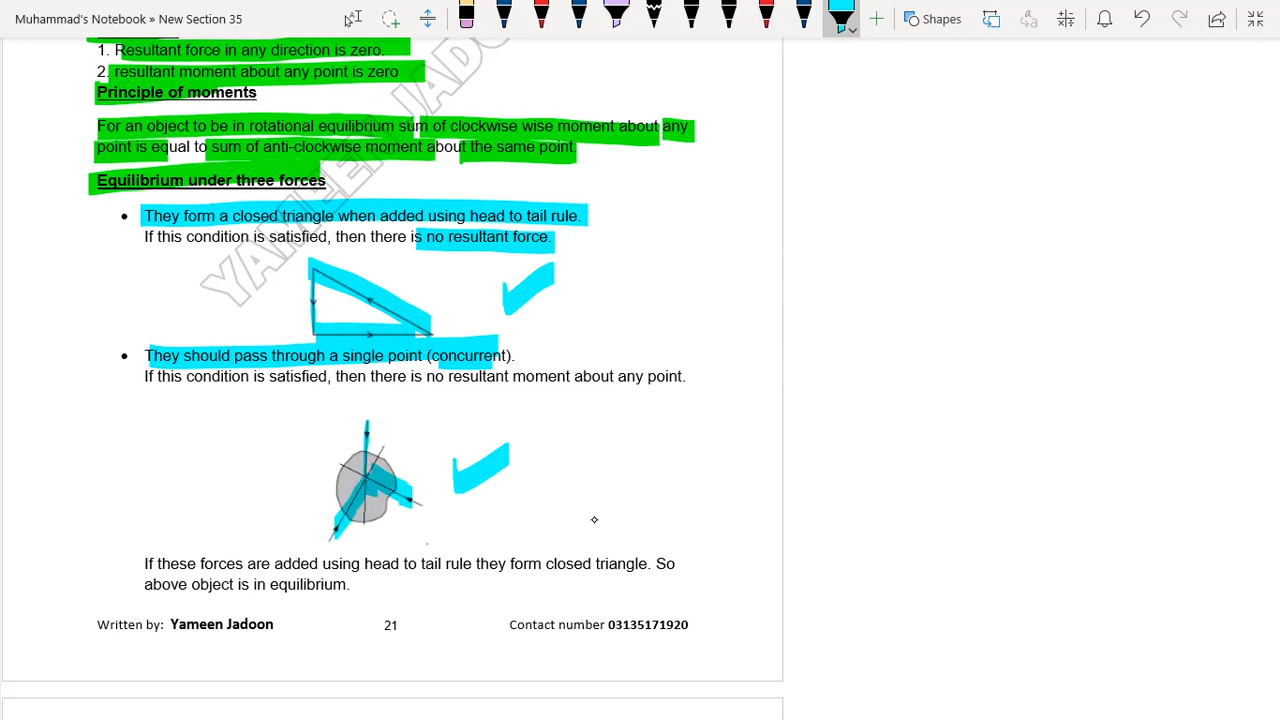 Muhammad's Notebook » New Section 35
Shapes
1. Resultant force in any direction is zero.
2. resultant moment about any point is zero
Principle of moments
For an object to be in rotational equilibrium sum of clockwise wise moment about any
point is equal to sum of anti-clockwise moment about the same point.
Equilibrium under three forces
• They form a closed triangle when added using head to tail rule.
If this condition is satisfied, then there is no resultant force.
• They should pass through a single point (concurrent).
If this condition is satisfied, then there is no resultant moment about any point.
If these forces are added using head to tail rule they form closed triangle. So
above object is in equilibrium.
Written by: Yameen Jadoon 21 Contact number 03135171920
YAMEEN JADO